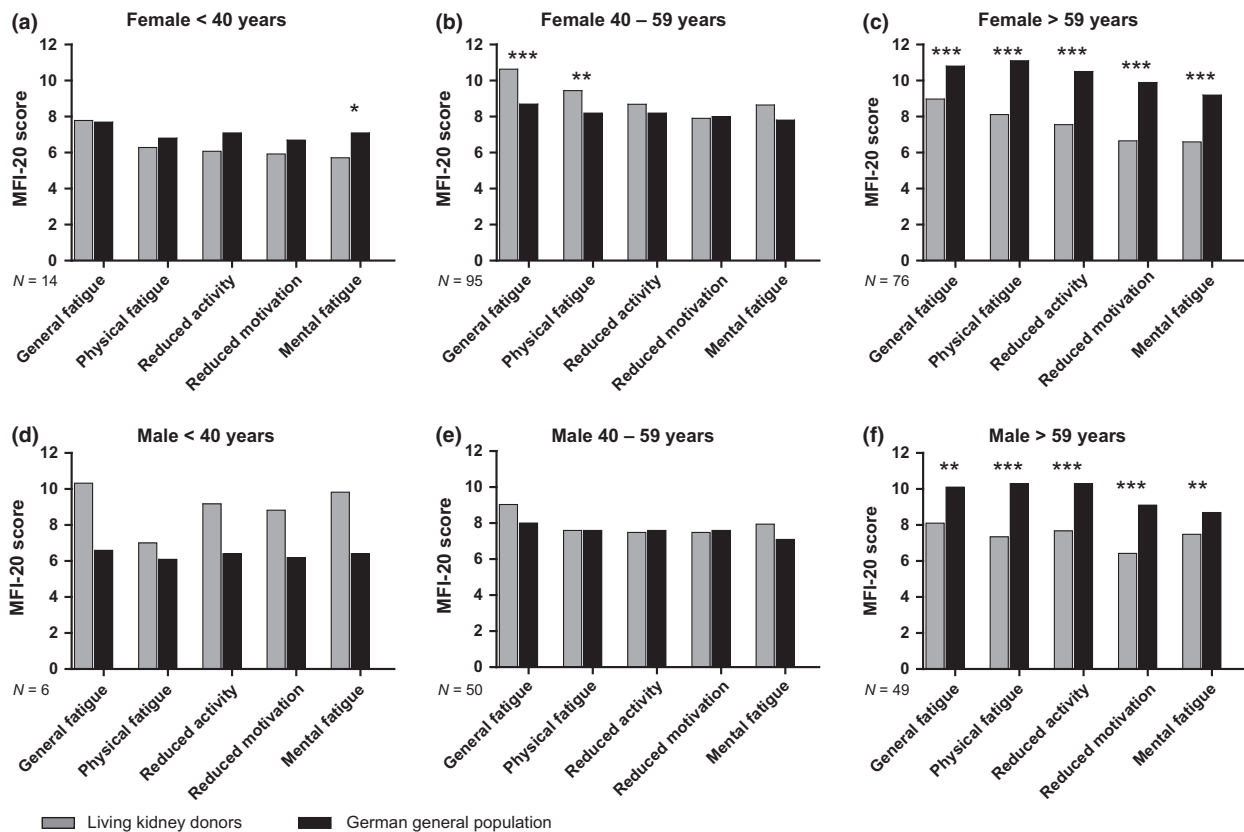 (a) Female < 40 years
12
10
8
6
4
2
0
MFI-20 score
*
N = 14
General fatigue
Physical fatigue
Reduced activity
Reduced motivation
Mental fatigue
(b) Female 40 – 59 years
12
10
8
6
4
2
0
MFI-20 score
***
**
N = 95
General fatigue
Physical fatigue
Reduced activity
Reduced motivation
Mental fatigue
(c) Female > 59 years
12
10
8
6
4
2
0
MFI-20 score
*** *** *** *** ***
N = 76
General fatigue
Physical fatigue
Reduced activity
Reduced motivation
Mental fatigue
(d) Male < 40 years
12
10
8
6
4
2
0
MFI-20 score
N = 6
General fatigue
Physical fatigue
Reduced activity
Reduced motivation
Mental fatigue
(e) Male 40 – 59 years
12
10
8
6
4
2
0
MFI-20 score
N = 50
General fatigue
Physical fatigue
Reduced activity
Reduced motivation
Mental fatigue
(f) Male > 59 years
12
10
8
6
4
2
0
MFI-20 score
** *** *** *** **
N = 49
General fatigue
Physical fatigue
Reduced activity
Reduced motivation
Mental fatigue
Living kidney donors German general population